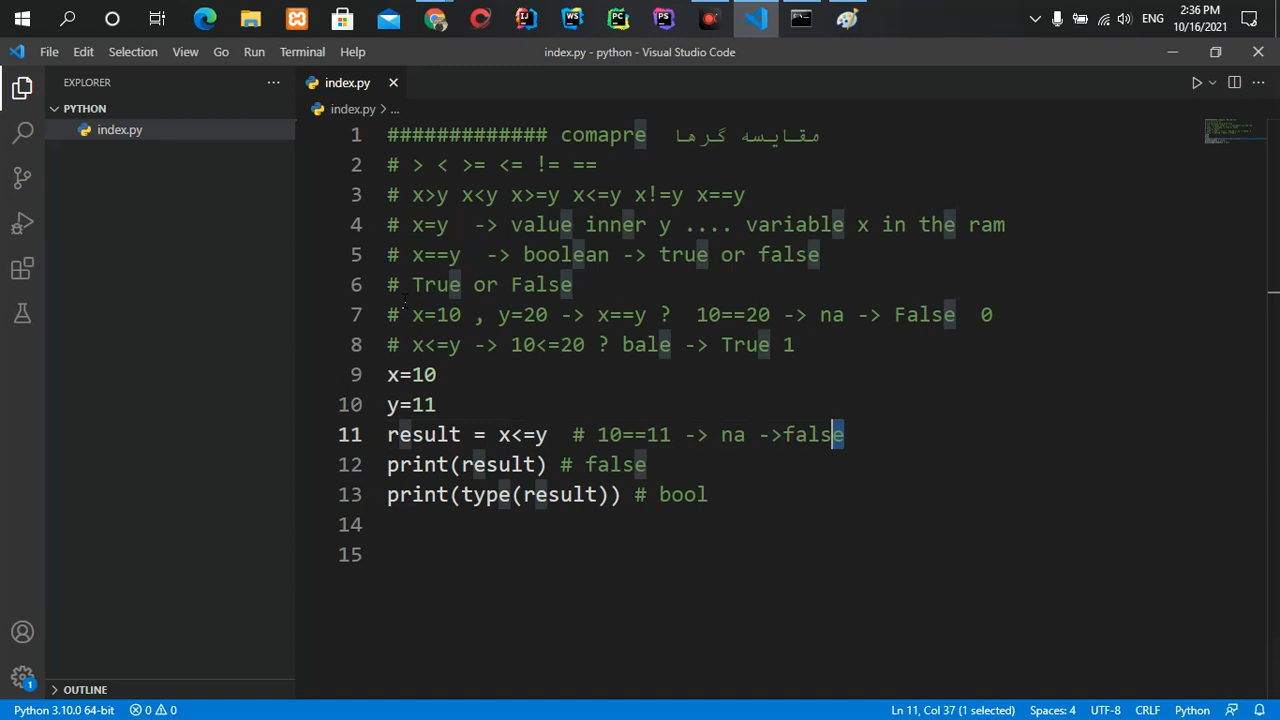 2:36 PM
ENG
10/16/2021
File Edit Selection View Go Run Terminal Help
index.py - python - Visual Studio Code
EXPLORER
index.py
PYTHON
index.py > ...
index.py
1 ############# comapre مقایسه گرها
2 # > < >= <= != ==
3 # x>y x<y x>=y x<=y x!=y x==y
4 # x=y -> value inner y .... variable x in the ram
5 # x==y -> boolean -> true or false
6 # True or False
7 # x=10 , y=20 -> x==y ? 10==20 -> na -> False 0
8 # x<=y -> 10<=20 ? bale -> True 1
9 x=10
10 y=11
11 result = x<=y # 10==11 -> na ->false
12 print(result) # false
13 print(type(result)) # bool
14
15
OUTLINE
1
Python 3.10.0 64-bit 0 0 Ln 11, Col 37 (1 selected) Spaces: 4 UTF-8 CRLF Python